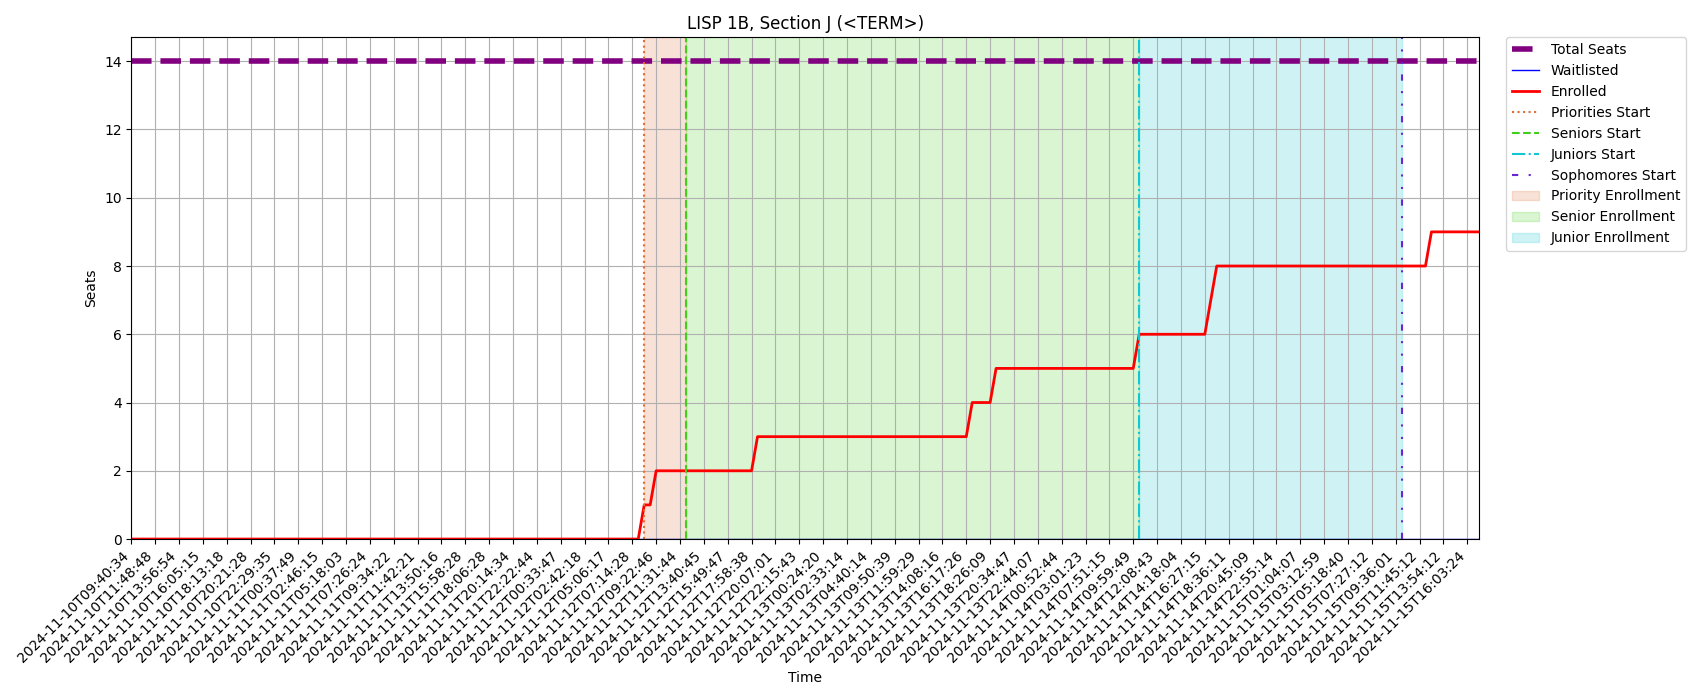 LISP 1B, Section J (<TERM>)
Seats
14
12
10
8
6
4
2
0
2024-11-10T09:40:34
2024-11-10T11:48:48
2024-11-10T13:56:54
2024-11-10T16:05:15
2024-11-10T18:13:18
2024-11-10T20:21:28
2024-11-10T22:29:35
2024-11-11T00:37:49
2024-11-11T02:46:15
2024-11-11T05:18:03
2024-11-11T07:26:24
2024-11-11T09:34:22
2024-11-11T11:42:21
2024-11-11T13:50:16
2024-11-11T15:58:28
2024-11-11T18:06:28
2024-11-11T20:14:34
2024-11-11T22:22:44
2024-11-12T00:33:47
2024-11-12T02:42:18
2024-11-12T05:06:17
2024-11-12T07:14:28
2024-11-12T09:22:46
2024-11-12T11:31:44
2024-11-12T13:40:45
2024-11-12T15:49:47
2024-11-12T17:58:38
2024-11-12T20:07:01
2024-11-12T22:15:43
2024-11-13T00:24:20
2024-11-13T02:33:14
2024-11-13T04:40:14
2024-11-13T09:50:39
2024-11-13T11:59:29
2024-11-13T14:08:16
2024-11-13T16:17:26
2024-11-13T18:26:09
2024-11-13T20:34:47
2024-11-13T22:44:07
2024-11-14T00:52:44
2024-11-14T03:01:23
2024-11-14T07:51:15
2024-11-14T09:59:49
2024-11-14T12:08:43
2024-11-14T14:18:04
2024-11-14T16:27:15
2024-11-14T18:36:11
2024-11-14T20:45:09
2024-11-14T22:55:14
2024-11-15T01:04:07
2024-11-15T03:12:59
2024-11-15T05:18:40
2024-11-15T07:27:12
2024-11-15T09:36:01
2024-11-15T11:45:12
2024-11-15T13:54:12
2024-11-15T16:03:24
Time
Total Seats
Waitlisted
Enrolled
Priorities Start
Seniors Start
Juniors Start
Sophomores Start
Priority Enrollment
Senior Enrollment
Junior Enrollment